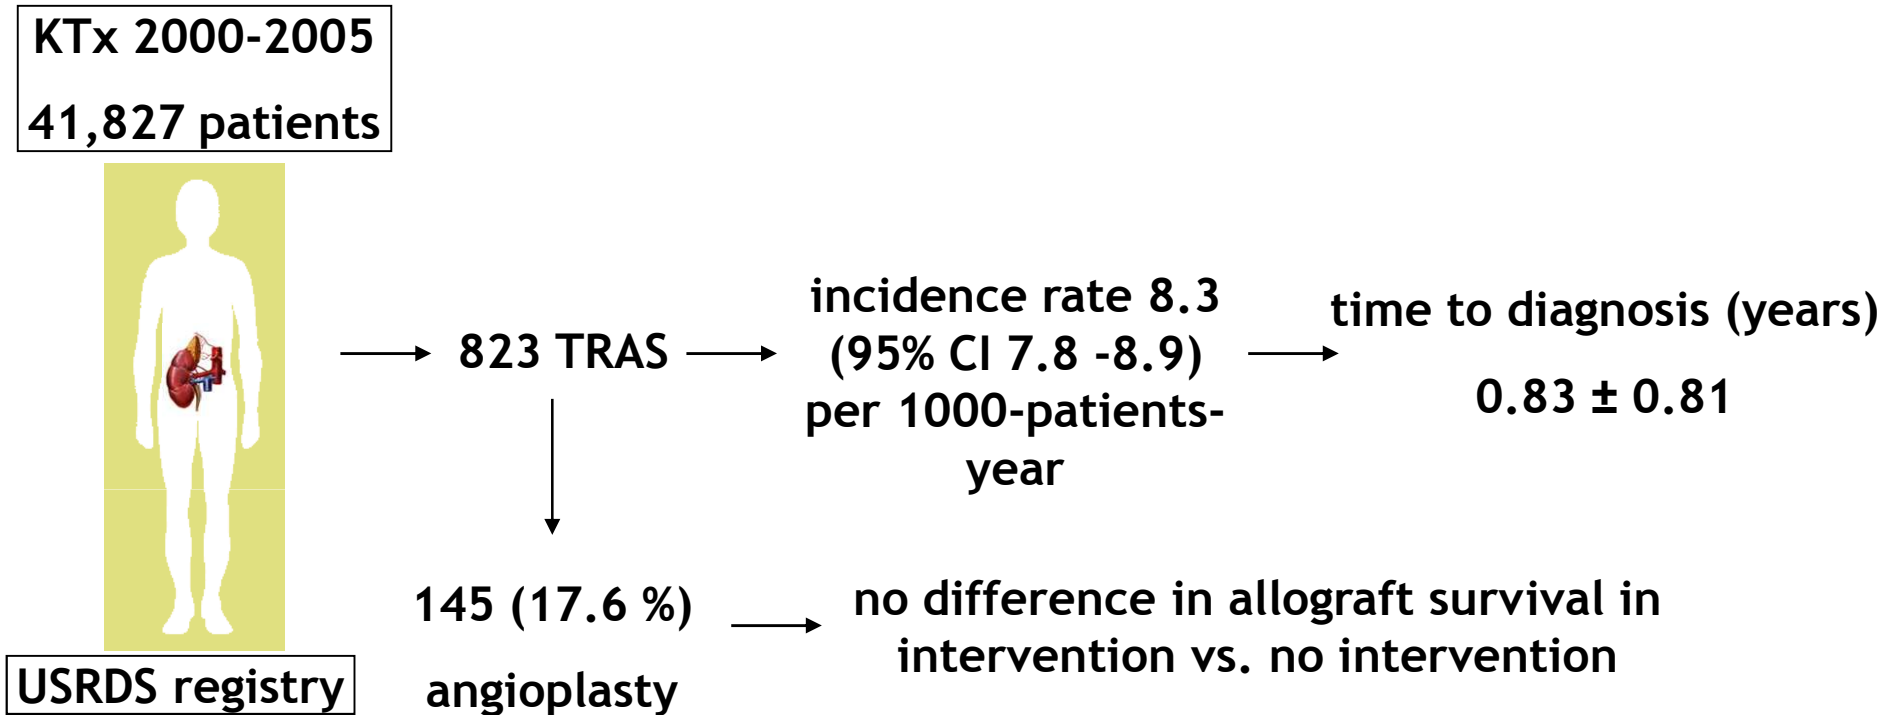 KTx 2000-2005
41,827 patients
USRDS registry
823 TRAS
incidence rate 8.3
(95% CI 7.8 -8.9)
per 1000-patients-
year
time to diagnosis (years)
0.83 ± 0.81
145 (17.6 %)
angioplasty
no difference in allograft survival in
intervention vs. no intervention